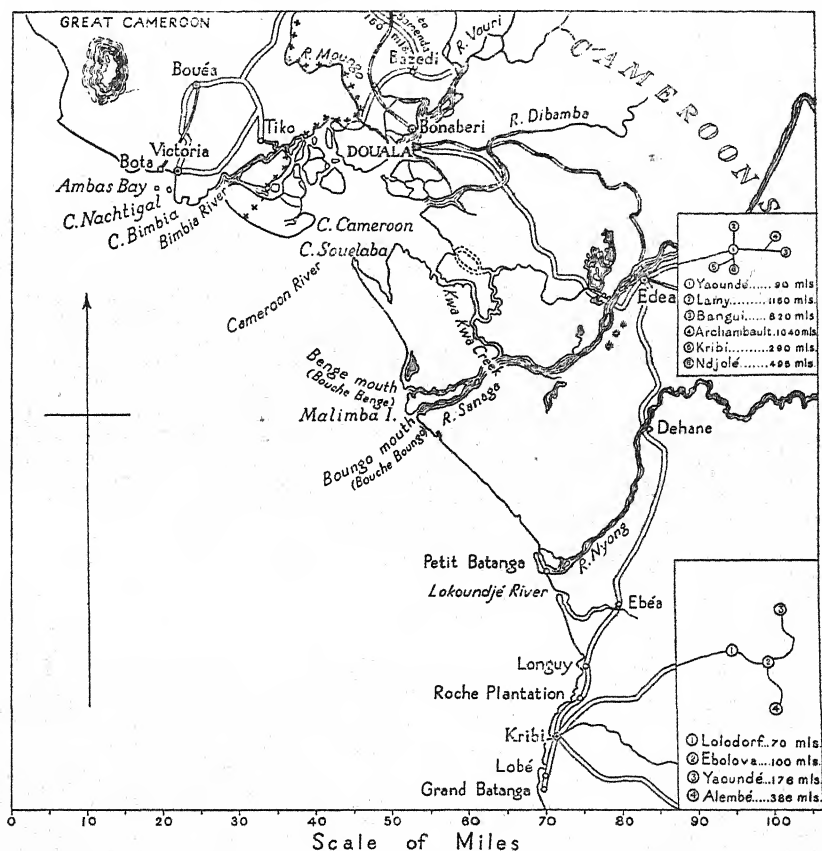 GREAT CAMEROON
160
mls.
to
Bamenda
R. Vouri
CAMEROONS
Bouéa
R. Moungo
Bazedi
Tiko
Bonaberi
R. Dibamba
Victoria
DOUALA
Bota
Ambas Bay
C. Nachtigal
C. Bimbia
Bimbia River
C. Cameroon
C. Souelaba
Cameroon River
Kwa Kwa Creek
Edea
① Yaoundé......90 mls.
② Lamy.........1160 mls.
③ Bangui......820 mls.
④ Archambault.1040 mls.
⑤ Kribi..........290 mls.
⑥ Ndjolé.......495 mls.
Benge mouth
(Bouche Benge)
Malimba I.
R. Sanaga
Boungo mouth
(Bouche Boungo)
Dehane
Petit Batanga
R. Nyong
Lokoundjé River
Ebéa
Longuy
Roche Plantation
Kribi
Lobé
Grand Batanga
① Lolodorf...70 mls.
② Ebolova...100 mls.
③ Yaoundé...176 mls.
④ Alembé.....386 mls.
0 10 20 30 40 50 60 70 80 90 100
Scale of Miles